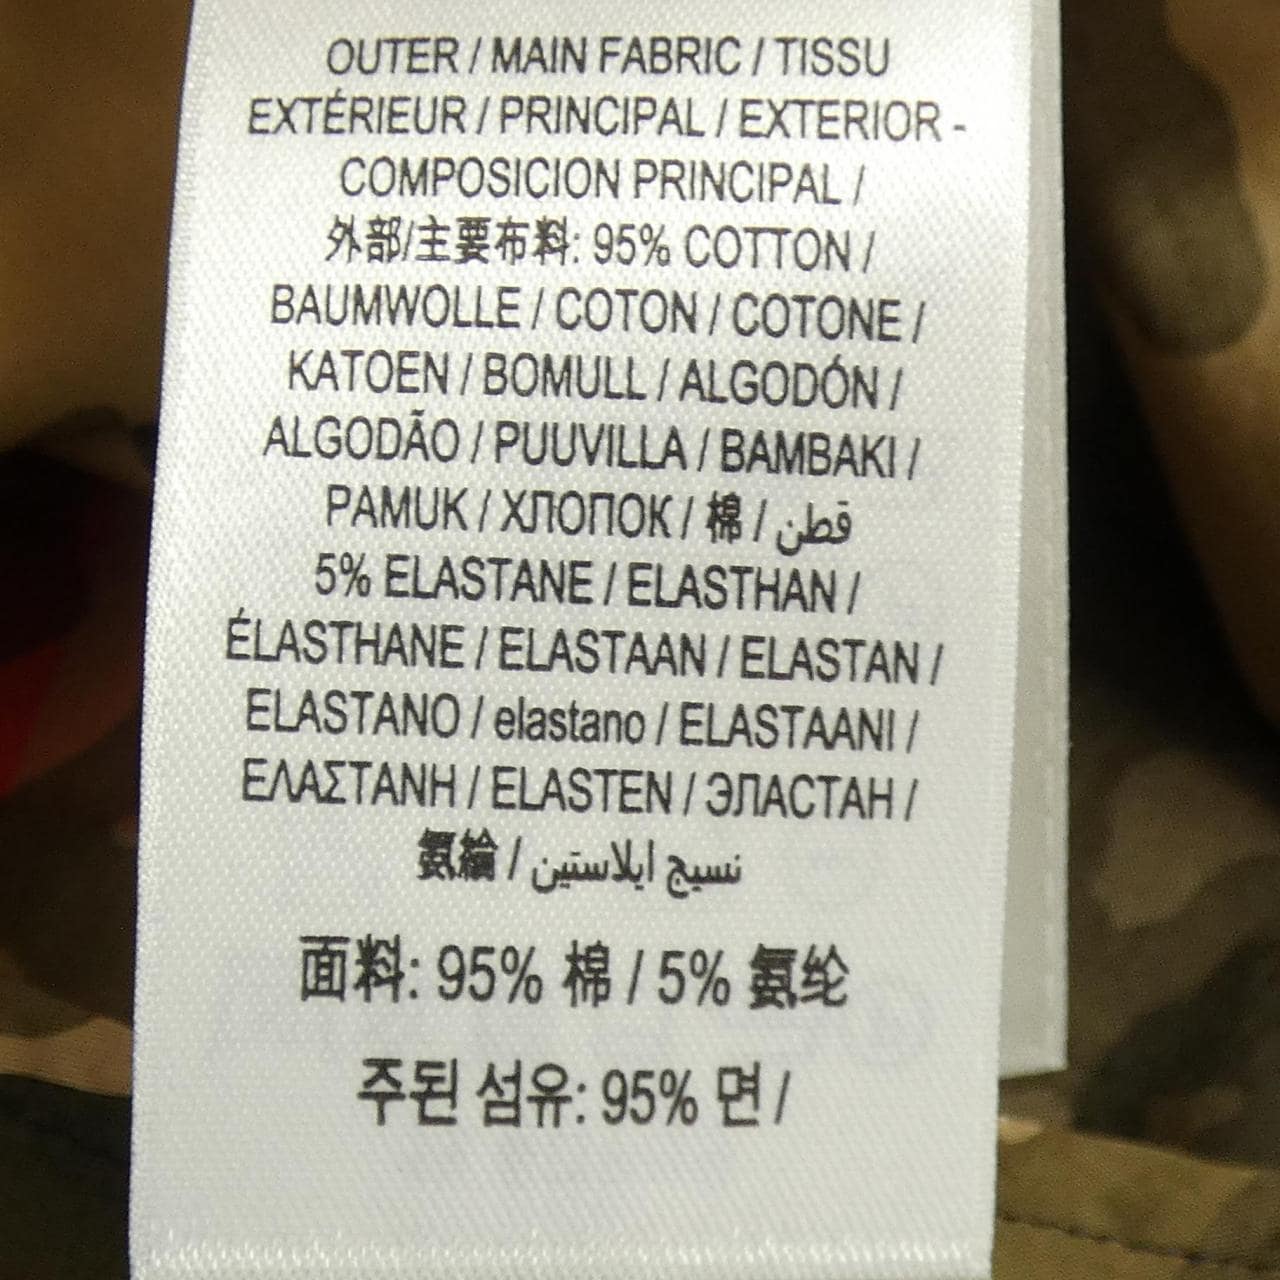 OUTER / MAIN FABRIC / TISSU
EXTÉRIEUR / PRINCIPAL / EXTERIOR -
COMPOSICION PRINCIPAL /
外部/主要布料: 95% COTTON /
BAUMWOLLE / COTON / COTONE /
KATOEN / BOMULL / ALGODÓN /
ALGODÃO / PUUVILLA / BAMBAKI /
PAMUK / ХЛОПОК / 棉 / قطن
5% ELASTANE / ELASTHAN /
ÉLASTHANE / ELASTAAN / ELASTAN /
ELASTANO / elastano / ELASTAANI /
ΕΛΑΣΤΑΝΗ / ELASTEN / ЭЛАСТАН /
氨綸 / نسيج ايلاستين
面料: 95% 棉 / 5% 氨纶
주된 섬유: 95% 면 /